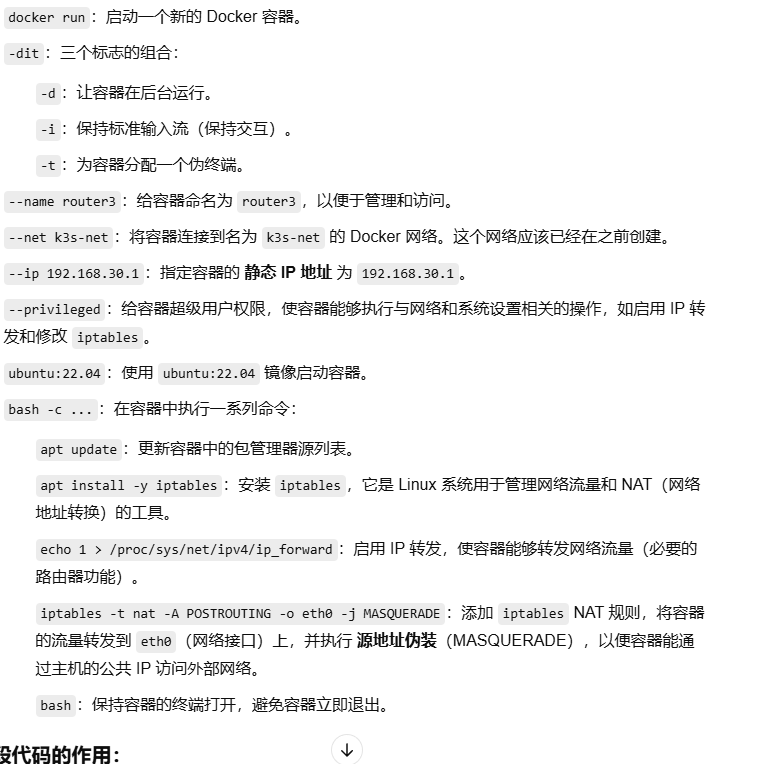 docker run：启动一个新的 Docker 容器。
-dit：三个标志的组合：
-d：让容器在后台运行。
-i：保持标准输入流（保持交互）。
-t：为容器分配一个伪终端。
--name router3：给容器命名为 router3，以便于管理和访问。
--net k3s-net：将容器连接到名为 k3s-net 的 Docker 网络。这个网络应该已经在之前创建。
--ip 192.168.30.1：指定容器的 静态 IP 地址 为 192.168.30.1。
--privileged：给容器超级用户权限，使容器能够执行与网络和系统设置相关的操作，如启用 IP 转
发和修改 iptables。
ubuntu:22.04：使用 ubuntu:22.04 镜像启动容器。
bash -c ...：在容器中执行一系列命令：
apt update：更新容器中的包管理器源列表。
apt install -y iptables：安装 iptables，它是 Linux 系统用于管理网络流量和 NAT（网络
地址转换）的工具。
echo 1 > /proc/sys/net/ipv4/ip_forward：启用 IP 转发，使容器能够转发网络流量（必要的
路由器功能）。
iptables -t nat -A POSTROUTING -o eth0 -j MASQUERADE：添加 iptables NAT 规则，将容器
的流量转发到 eth0（网络接口）上，并执行 源地址伪装（MASQUERADE），以便容器能通
过主机的公共 IP 访问外部网络。
bash：保持容器的终端打开，避免容器立即退出。
段代码的作用：